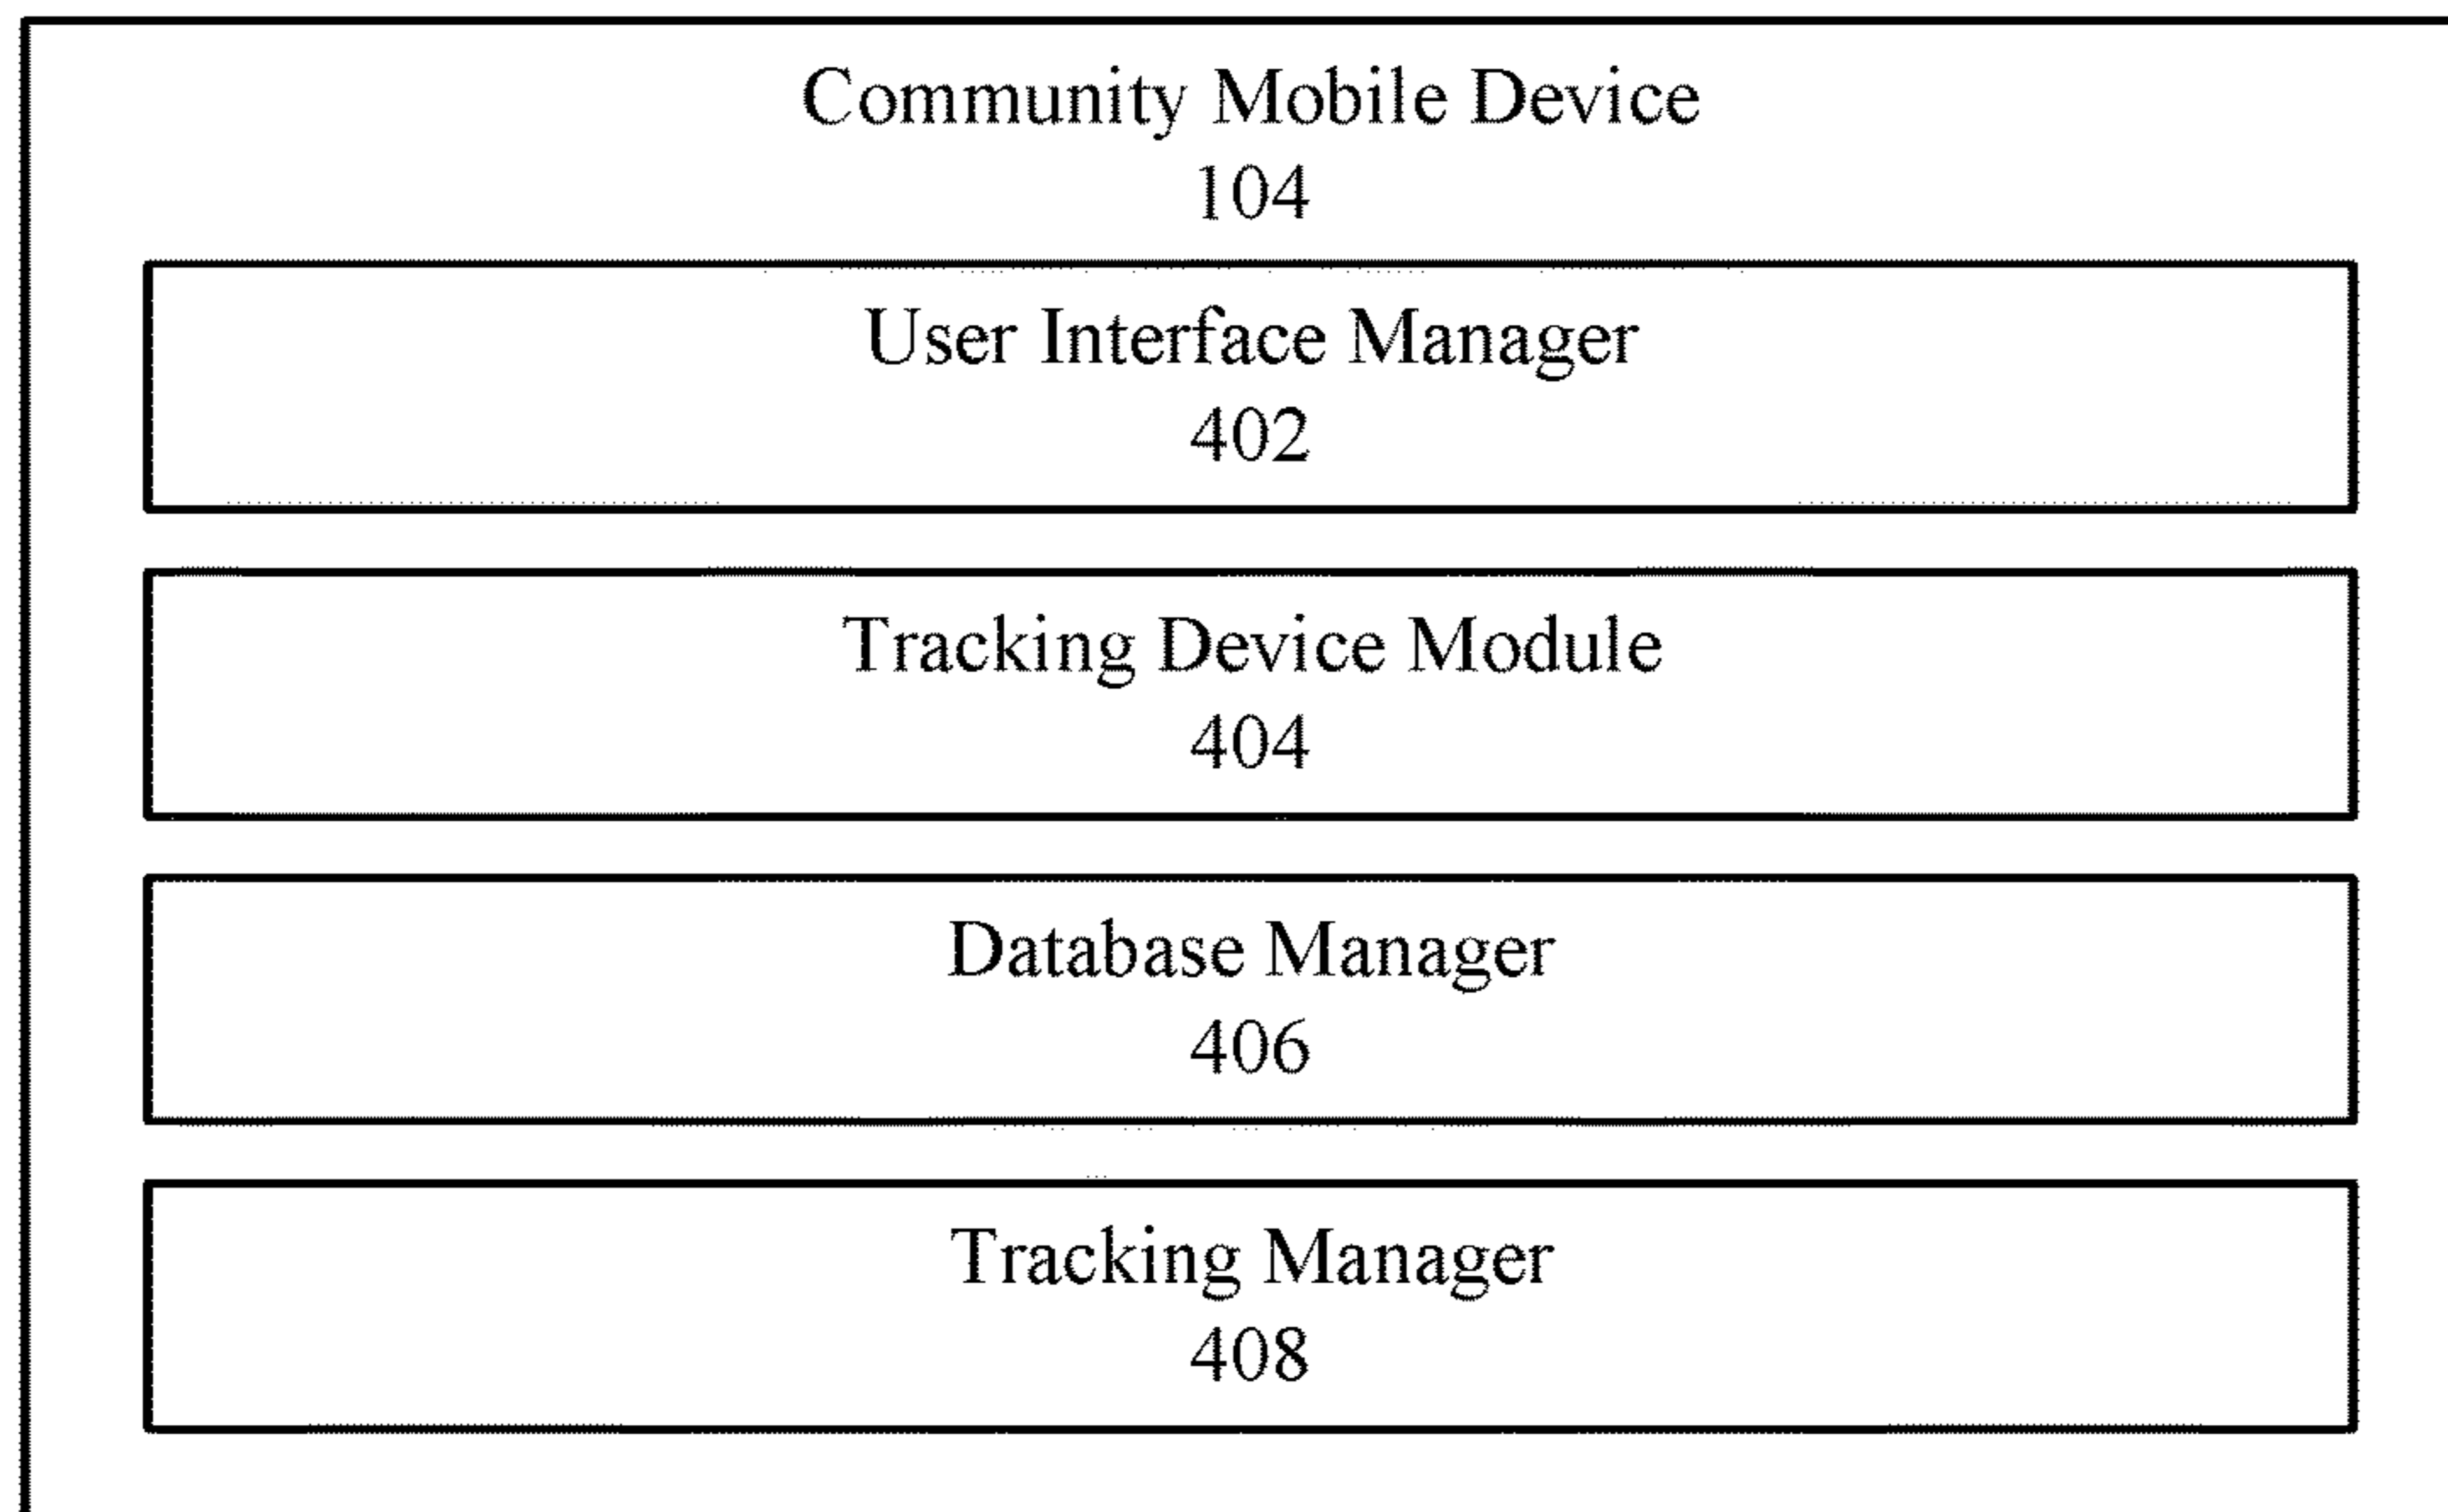 Community Mobile Device
104
User Interface Manager
402
Tracking Device Module
404
Database Manager
406
Tracking Manager
408